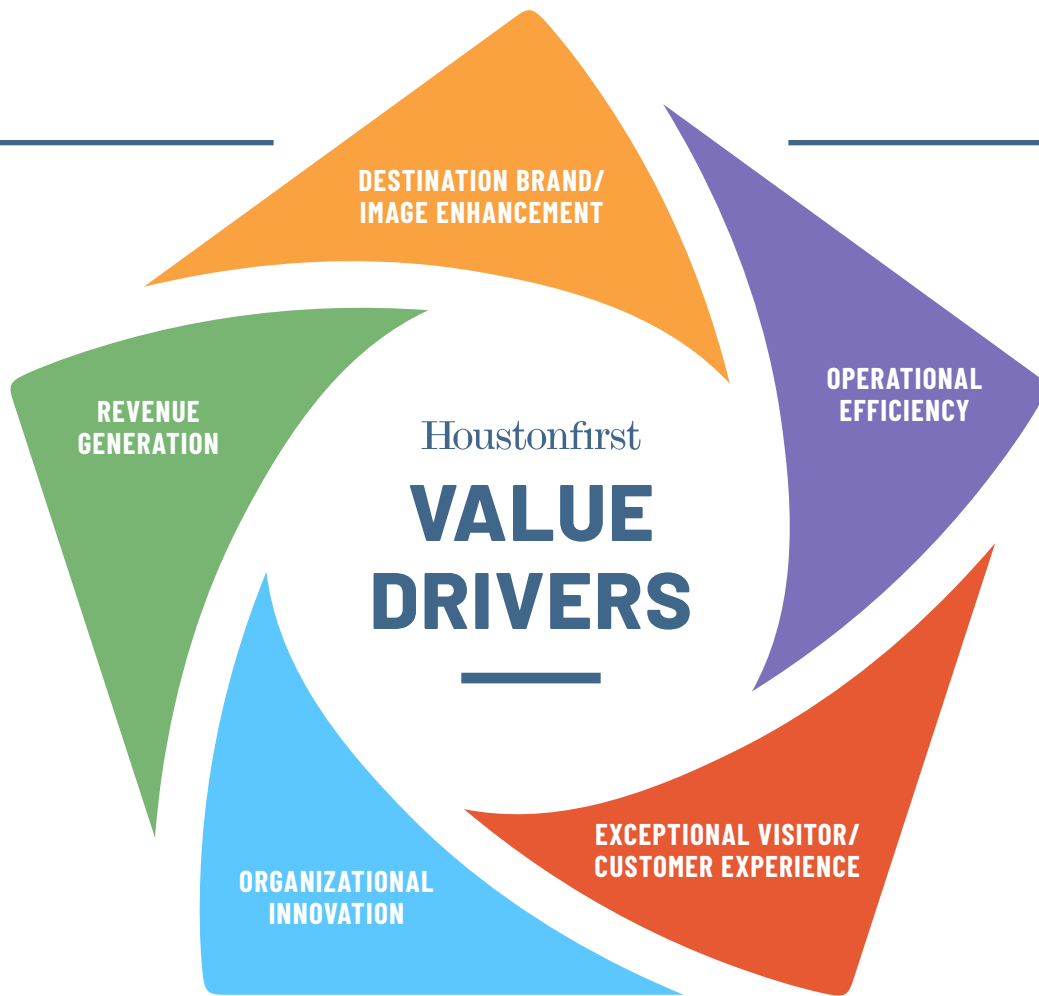 DESTINATION BRAND/
IMAGE ENHANCEMENT
OPERATIONAL
EFFICIENCY
REVENUE
GENERATION
Houstonfirst
VALUE
DRIVERS
EXCEPTIONAL VISITOR/
CUSTOMER EXPERIENCE
ORGANIZATIONAL
INNOVATION